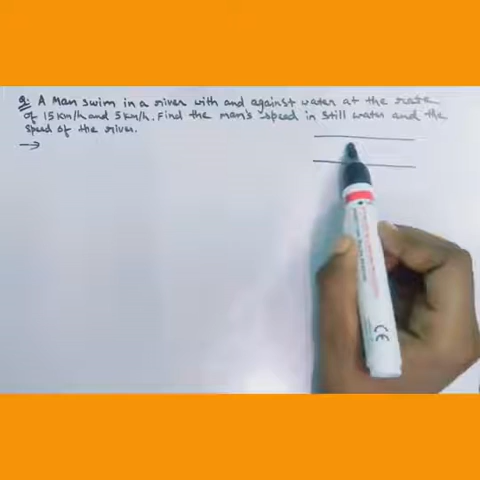 Q: A Man swim in a river with and against water at the rate
of 15 km/h and 5 km/h. Find the man's speed in still water and the
speed of the river.
→
CE